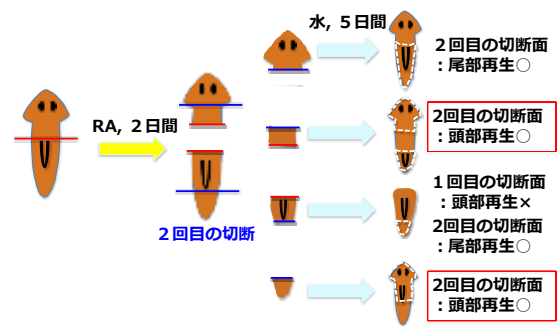 水, ５日間
２回目の切断面
：尾部再生○
RA, ２日間
2回目の切断面
：頭部再生○
１回目の切断面
：頭部再生×
2回目の切断面
：尾部再生○
２回目の切断
2回目の切断面
：頭部再生○